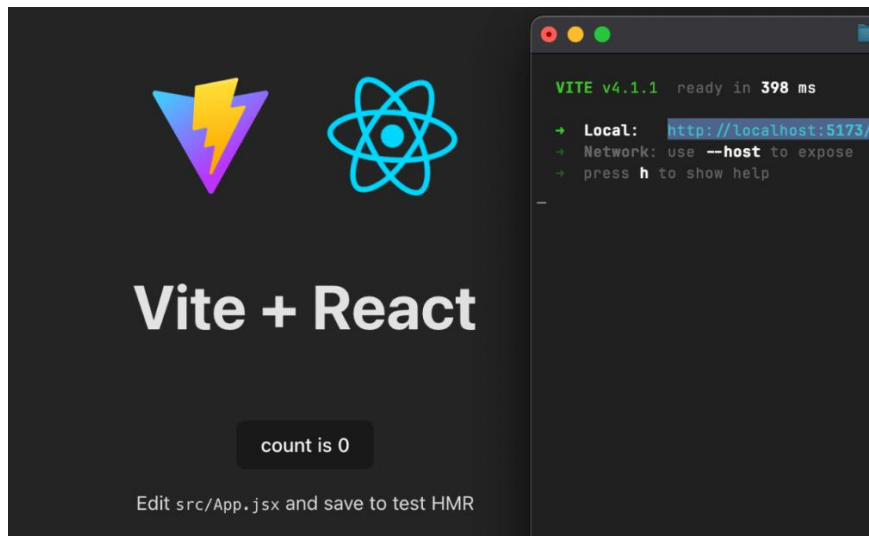 Vite + React
count is 0
Edit src/App.jsx and save to test HMR
VITE v4.1.1 ready in 398 ms
→ Local: http://localhost:5173/
→ Network: use --host to expose
→ press h to show help